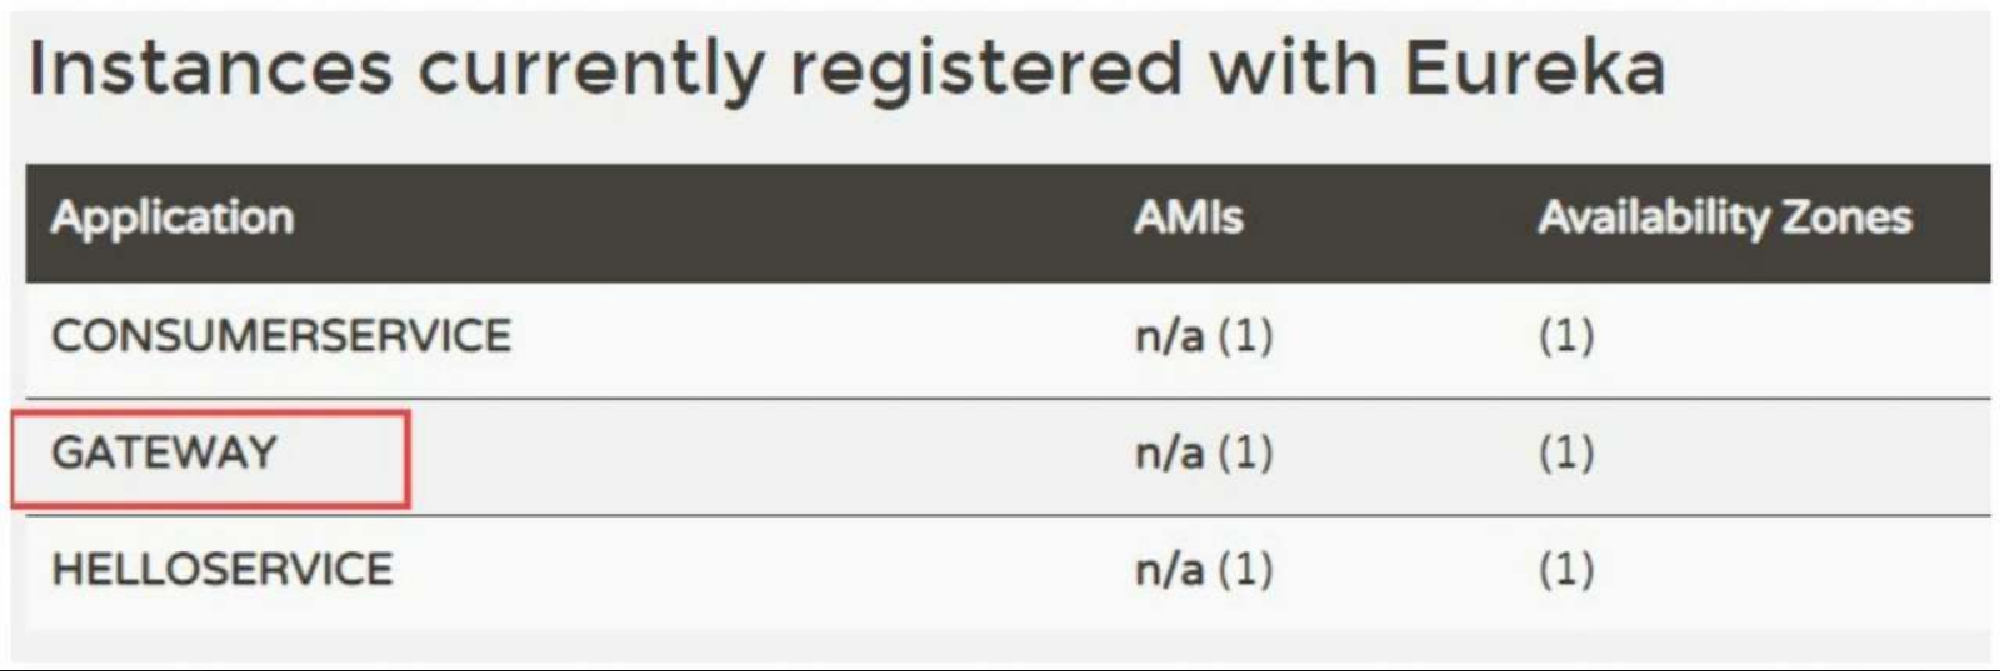 Instances currently registered with Eureka
Application AMIs Availability Zones
CONSUMERSERVICE n/a (1) (1)
GATEWAY n/a (1) (1)
HELLOSERVICE n/a (1) (1)